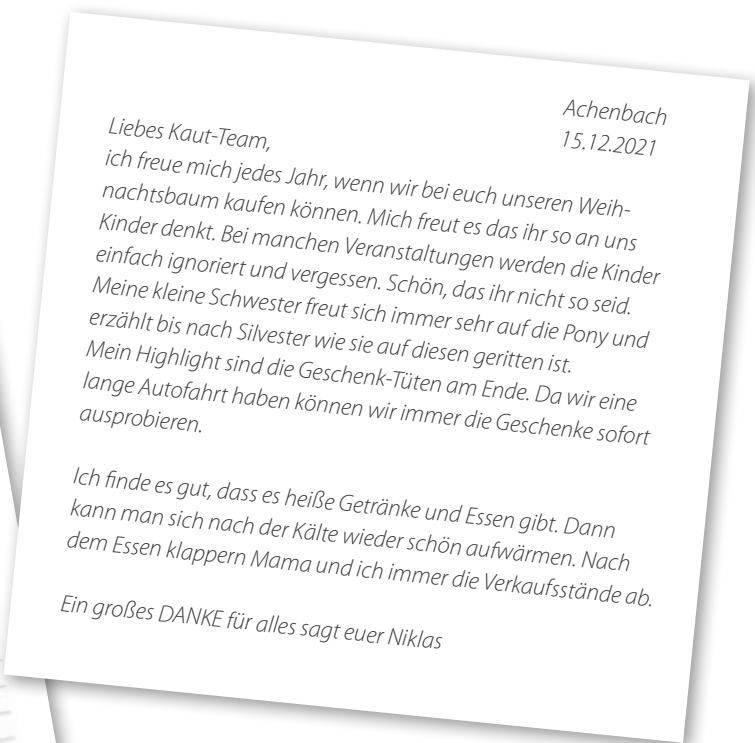 Achenbach
15.12.2021
Liebes Kaut-Team,
ich freue mich jedes Jahr, wenn wir bei euch unseren Weih-
nachtsbaum kaufen können. Mich freut es das ihr so an uns
Kinder denkt. Bei manchen Veranstaltungen werden die Kinder
einfach ignoriert und vergessen. Schön, das ihr nicht so seid.
Meine kleine Schwester freut sich immer sehr auf die Pony und
erzählt bis nach Silvester wie sie auf diesen geritten ist.
Mein Highlight sind die Geschenk-Tüten am Ende. Da wir eine
lange Autofahrt haben können wir immer die Geschenke sofort
ausprobieren.
Ich finde es gut, dass es heiße Getränke und Essen gibt. Dann
kann man sich nach der Kälte wieder schön aufwärmen. Nach
dem Essen klappern Mama und ich immer die Verkaufsstände ab.
Ein großes DANKE für alles sagt euer Niklas